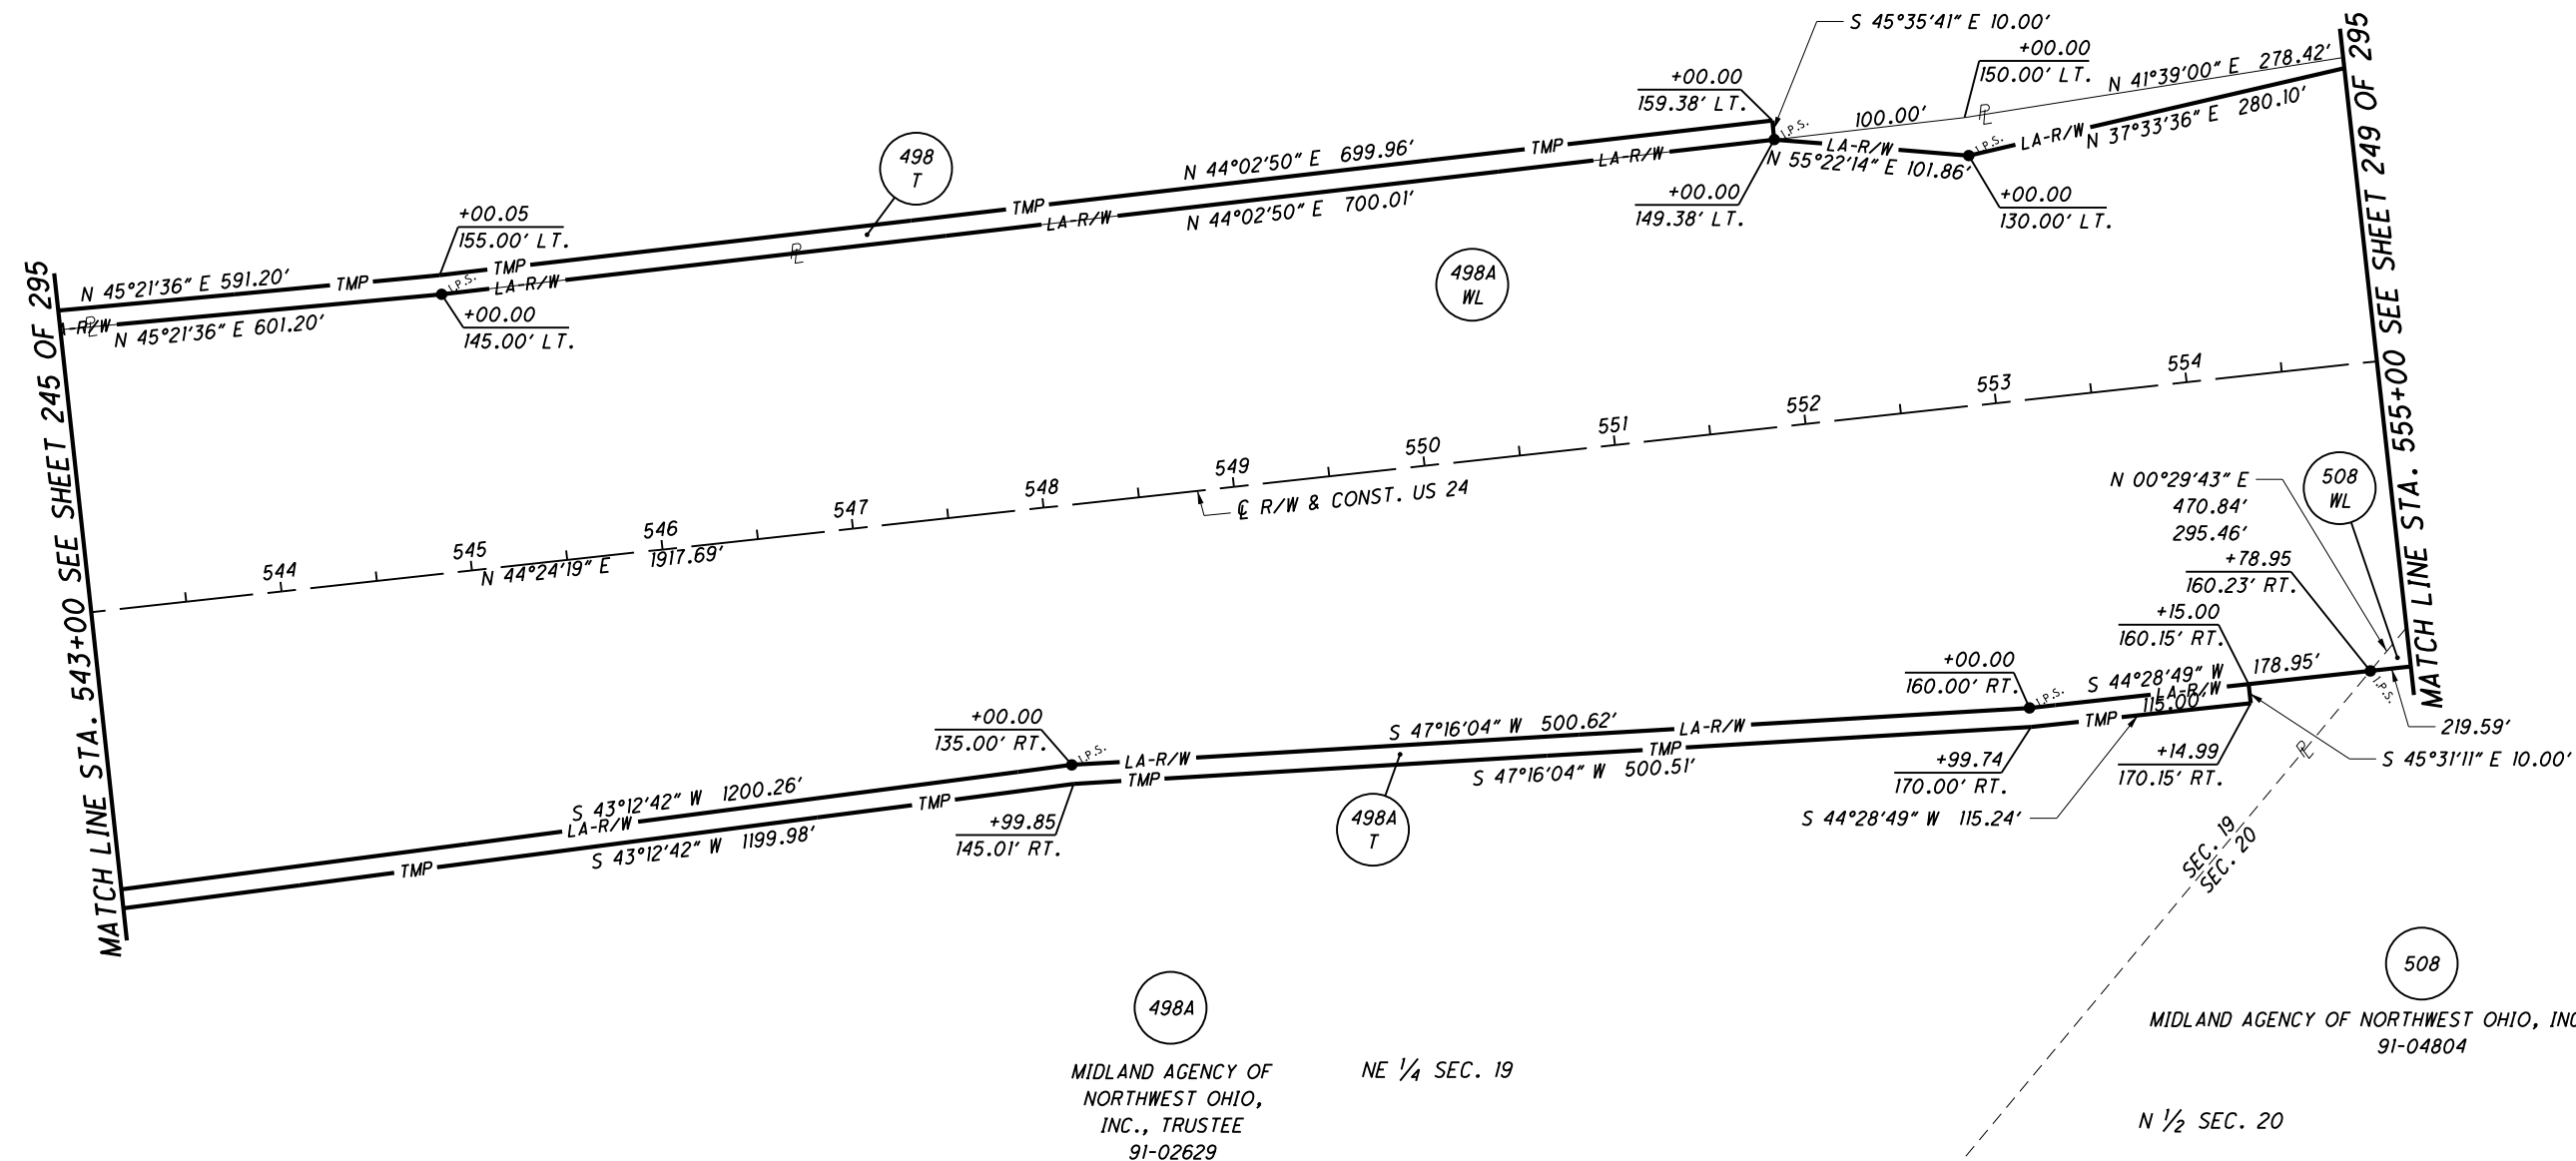 S 45°35'41" E 10.00'
+00.00
150.00' LT.
N 41°39'00" E 278.42'
N 37°33'36" E 280.10'
MATCH LINE STA. 555+00 SEE SHEET 249 OF 295
+00.00
159.38' LT.
I.P.S.
100.00'
PL
LA-R/W
I.P.S.
LA-R/W
N 55°22'14" E 101.86'
498
T
N 44°02'50" E 699.96'
TMP
LA-R/W
+00.00
149.38' LT.
+00.00
130.00' LT.
TMP
LA-R/W
N 44°02'50" E 700.01'
+00.05
155.00' LT.
PL
498A
WL
MATCH LINE STA. 543+00 SEE SHEET 245 OF 295
N 45°21'36" E 591.20'
TMP
I.P.S.
TMP
LA-R/W
-R/W
PL
N 45°21'36" E 601.20'
+00.00
145.00' LT.
544
545
546
547
548
549
550
551
552
553
554
N 44°24'19" E 1917.69'
CL R/W & CONST. US 24
N 00°29'43" E
470.84'
295.46'
508
WL
+78.95
160.23' RT.
+15.00
160.15' RT.
+00.00
160.00' RT.
I.P.S.
S 44°28'49" W 178.95'
LA-R/W
115.00'
TMP
I.P.S.
219.59'
S 45°31'11" E 10.00'
PL
+00.00
135.00' RT.
I.P.S.
LA-R/W
S 47°16'04" W 500.62'
LA-R/W
TMP
TMP
S 47°16'04" W 500.51'
+99.74
170.00' RT.
+14.99
170.15' RT.
S 44°28'49" W 115.24'
S 43°12'42" W 1200.26'
LA-R/W
TMP
TMP
S 43°12'42" W 1199.98'
+99.85
145.01' RT.
498A
T
SEC. 19
SEC. 20
498A
MIDLAND AGENCY OF
NORTHWEST OHIO,
INC., TRUSTEE
91-02629
NE 1/4 SEC. 19
508
MIDLAND AGENCY OF NORTHWEST OHIO, INC
91-04804
N 1/2 SEC. 20